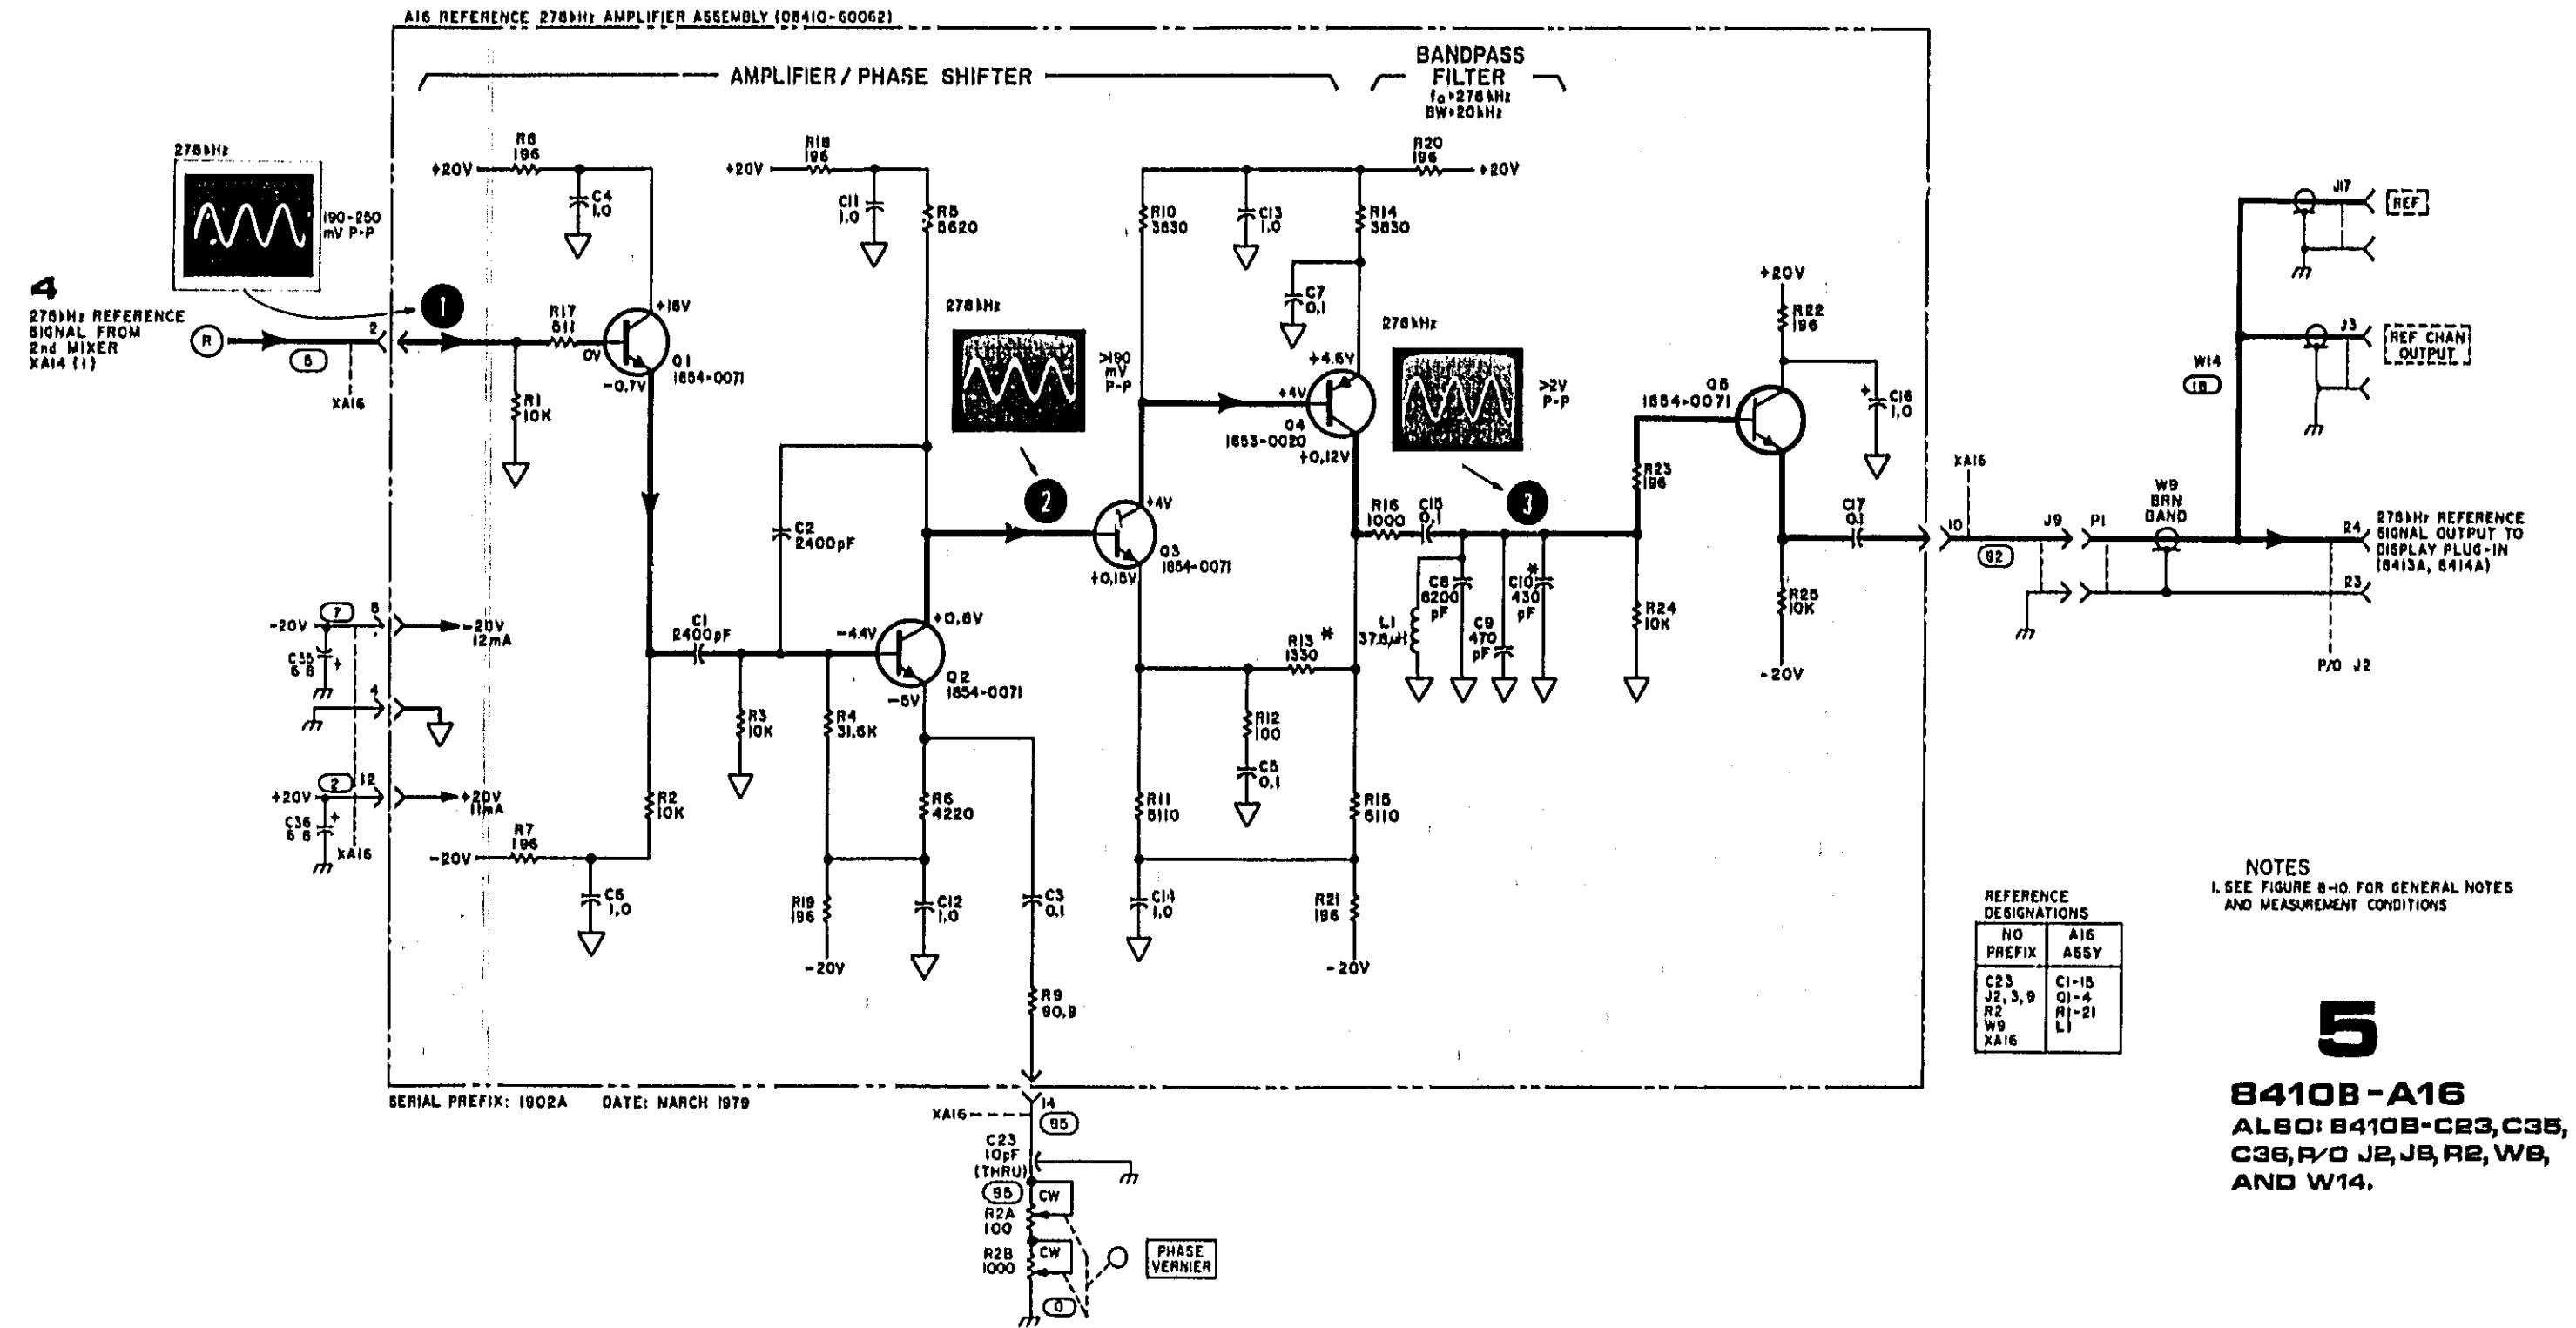 A16 REFERENCE 278kHz AMPLIFIER ASSEMBLY (08410-60062)
AMPLIFIER/PHASE SHIFTER
BANDPASS
FILTER
fo=278kHz
BW=20kHz
278kHz
190-250
mV P-P
4
278kHz REFERENCE
SIGNAL FROM
2nd MIXER
XA14 (1)
R
5
2
XA16
1
R1
10K
R17
511
0V
+20V
R8
196
C4
1.0
+16V
Q1
1854-0071
-0.7V
+20V
R18
196
C11
1.0
R5
5620
C2
2400pF
278kHz
>190
mV
P-P
2
R10
3830
C13
1.0
R14
3830
R20
196
+20V
C7
0.1
+4.6V
+4V
Q4
1853-0020
+0.12V
278kHz
>2V
P-P
3
+4V
Q3
1854-0071
+0.15V
R16
1000
C15
0.1
L1
37.8µH
C8
6200
pF
C9
470
pF
C10*
430
pF
R23
196
R24
10K
+20V
R22
196
Q5
1854-0071
C16
1.0
+
R25
10K
-20V
C17
0.1
10
XA16
92
J9
P1
W9
BRN
BAND
W14
18
J17
REF
J3
REF CHAN
OUTPUT
24
278kHz REFERENCE
SIGNAL OUTPUT TO
DISPLAY PLUG-IN
(8413A, 8414A)
23
P/O J2
-20V
7
C35
6.8
+
-20V
12mA
4
+20V
2
12
C36
6.8
+
+20V
11mA
XA16
-20V
R7
196
C6
1.0
R2
10K
C1
2400pF
R3
10K
R4
31.6K
-4.4V
+0.6V
Q2
1854-0071
-5V
R6
4220
R19
196
-20V
C12
1.0
C3
0.1
R9
90.9
R13*
1330
R12
100
C5
0.1
R11
5110
R15
5110
C14
1.0
R21
196
-20V
SERIAL PREFIX: 1902A DATE: MARCH 1979
XA16
14
95
C23
10pF
(THRU)
95
CW
R2A
100
R2B
1000
CW
PHASE
VERNIER
0
NOTES
1. SEE FIGURE 8-10. FOR GENERAL NOTES
AND MEASUREMENT CONDITIONS
REFERENCE
DESIGNATIONS
NO
PREFIX
A16
ASSY
C23
J2,3,9
R2
W9
XA16
C1-15
Q1-4
R1-21
L1
5
8410B-A16
ALSO: 8410B-C23,C35,
C36,P/O J2,J9,R2,W9,
AND W14.